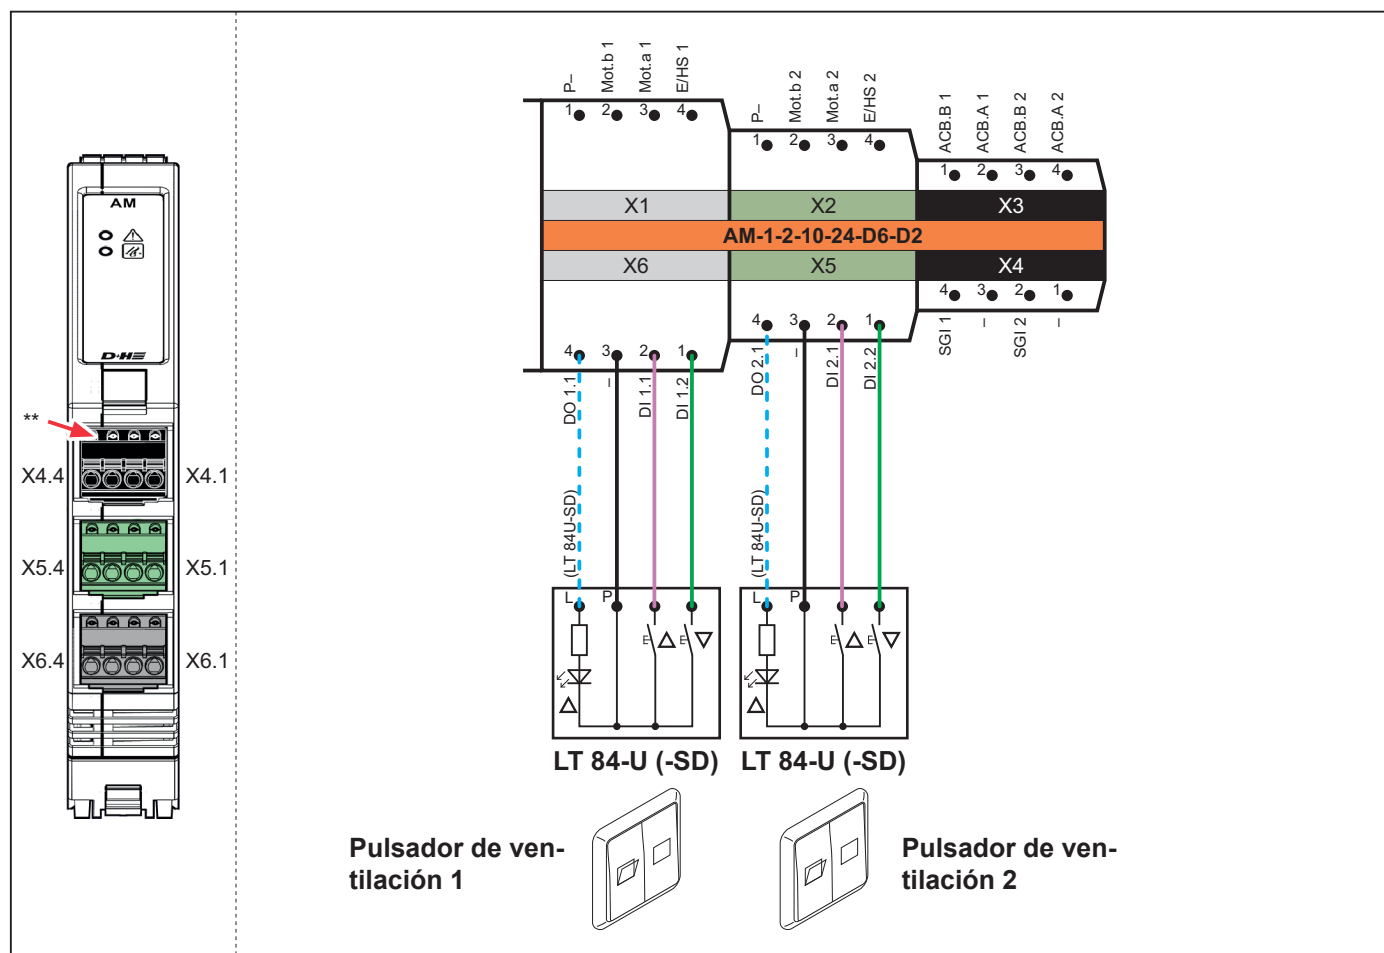 AM
D+H
**
X4.4
X4.1
X5.4
X5.1
X6.4
X6.1
P–
Mot.b 1
Mot.a 1
E/HS 1
1
2
3
4
P–
Mot.b 2
Mot.a 2
E/HS 2
1
2
3
4
ACB.B 1
ACB.A 1
ACB.B 2
ACB.A 2
1
2
3
4
X1
X2
X3
AM-1-2-10-24-D6-D2
X6
X5
X4
4
3
2
1
SGI 1
–
SGI 2
–
4
3
2
1
DO 2.1
–
DI 2.1
DI 2.2
4
3
2
1
DO 1.1
–
DI 1.1
DI 1.2
(LT 84U-SD)
(LT 84U-SD)
L
P
L
P
LT 84-U (-SD)
LT 84-U (-SD)
Pulsador de ven-
tilación 1
Pulsador de ven-
tilación 2